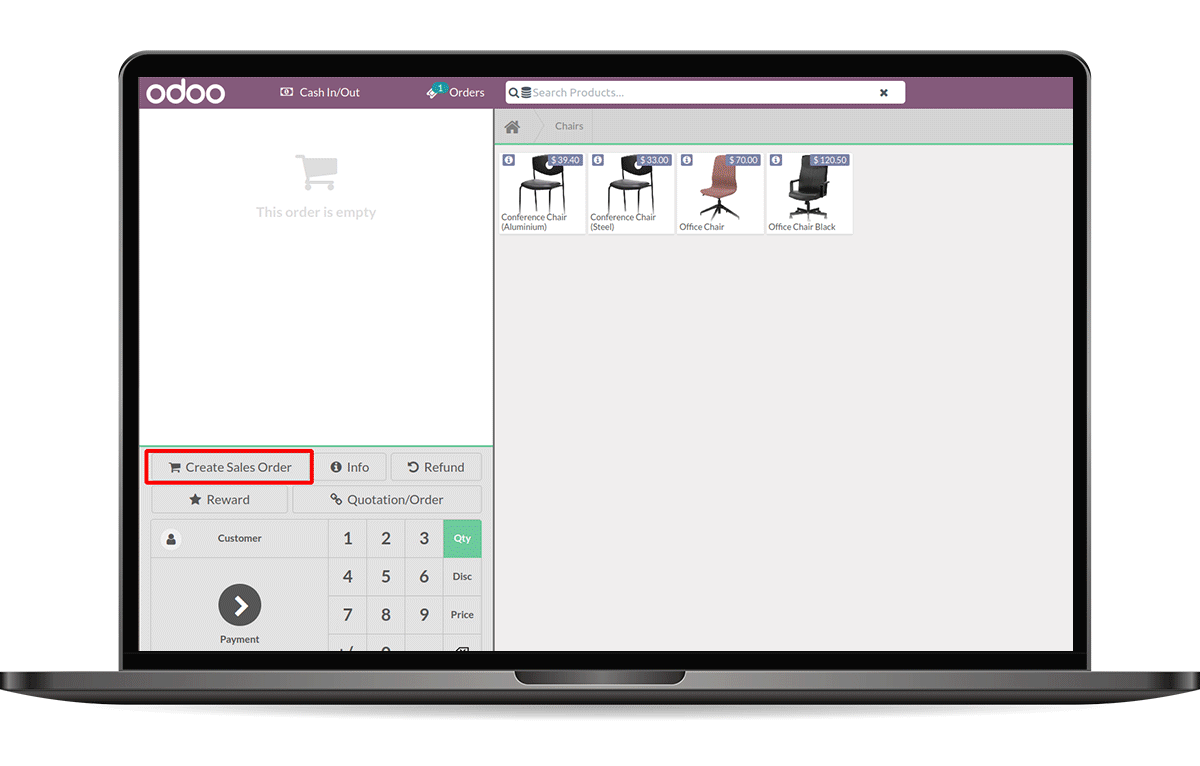 odoo
Cash In/Out
1
Orders
Search Products...
Chairs
This order is empty
$ 39.40
Conference Chair
(Aluminium)
$ 33.00
Conference Chair
(Steel)
$ 70.00
Office Chair
$ 120.50
Office Chair Black
Create Sales Order
Info
Refund
Reward
Quotation/Order
Customer
1 2 3 Qty
4 5 6 Disc
7 8 9 Price
Payment